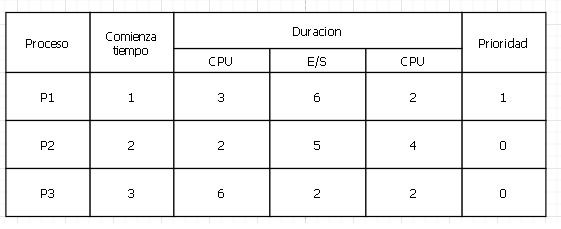 Proceso Comienza tiempo Duracion Prioridad
CPU E/S CPU
P1 1 3 6 2 1
P2 2 2 5 4 0
P3 3 6 2 2 0